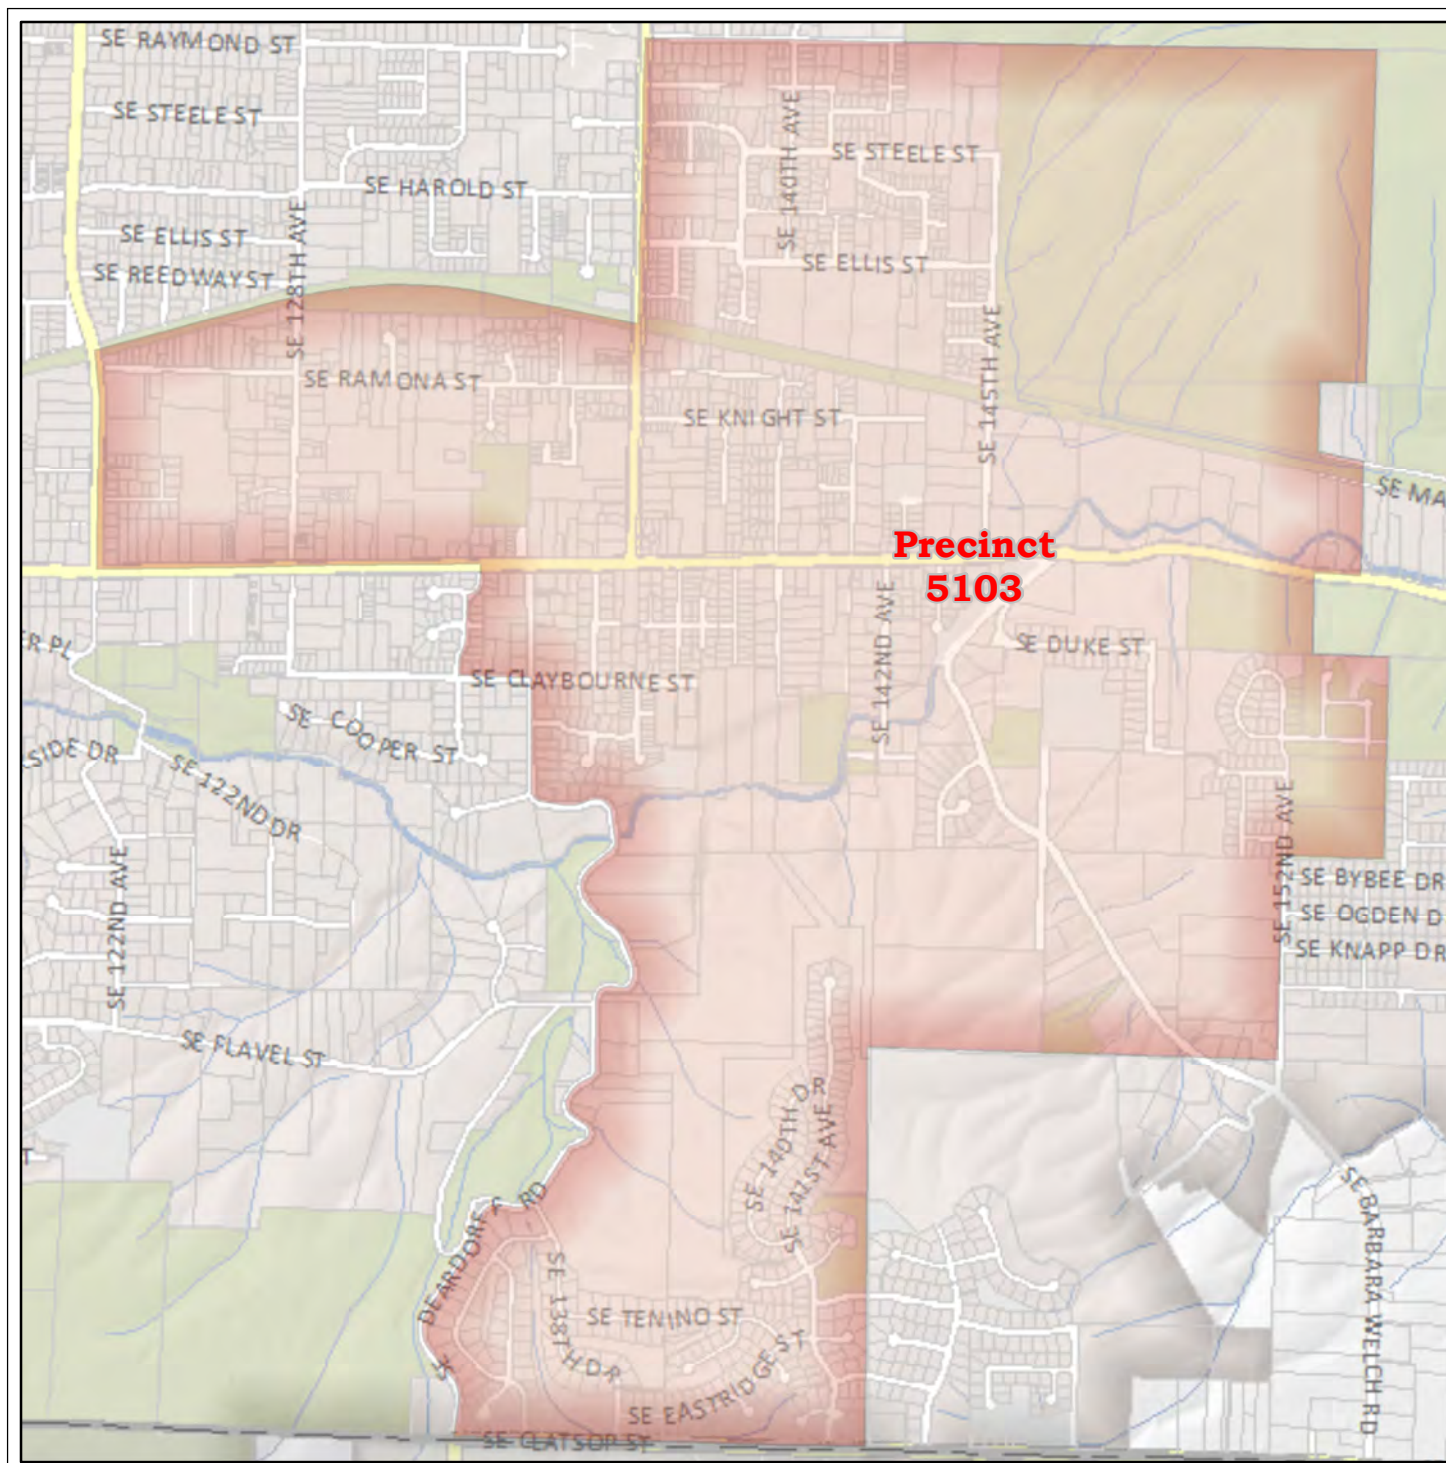 SE RAYMOND ST
SE STEELE ST
SE 140TH AVE
SE STEELE ST
SE HAROLD ST
SE ELLIS ST
SE 128TH AVE
SE ELLIS ST
SE REEDWAY ST
SE 145TH AVE
SE RAMONA ST
SE KNIGHT ST
SE MA
Precinct
5103
SE 142ND AVE
ER PL
SE DUKE ST
SE CLAYBOURNE ST
SE COOPER ST
SIDE DR
SE 122ND DR
SE 152ND AVE
SE 122ND AVE
SE BYBEE DR
SE OGDEN D
SE KNAPP DR
SE FLAVEL ST
SE 140TH DR
SE 141ST AVE
T
SE DEARDORFF RD
SE BARBARA WELCH RD
SE 138TH DR
SE TENINO ST
SE EASTRIDGE ST
SE CLATSOP ST